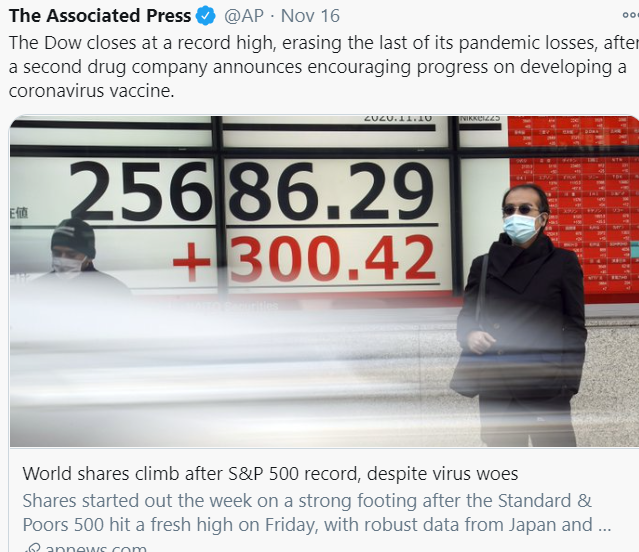 The Associated Press @AP · Nov 16
The Dow closes at a record high, erasing the last of its pandemic losses, after
a second drug company announces encouraging progress on developing a
coronavirus vaccine.
2020.11.16
Nikkei225
25686.29
在値
+300.42
World shares climb after S&P 500 record, despite virus woes
Shares started out the week on a strong footing after the Standard &
Poors 500 hit a fresh high on Friday, with robust data from Japan and ...
apnews.com